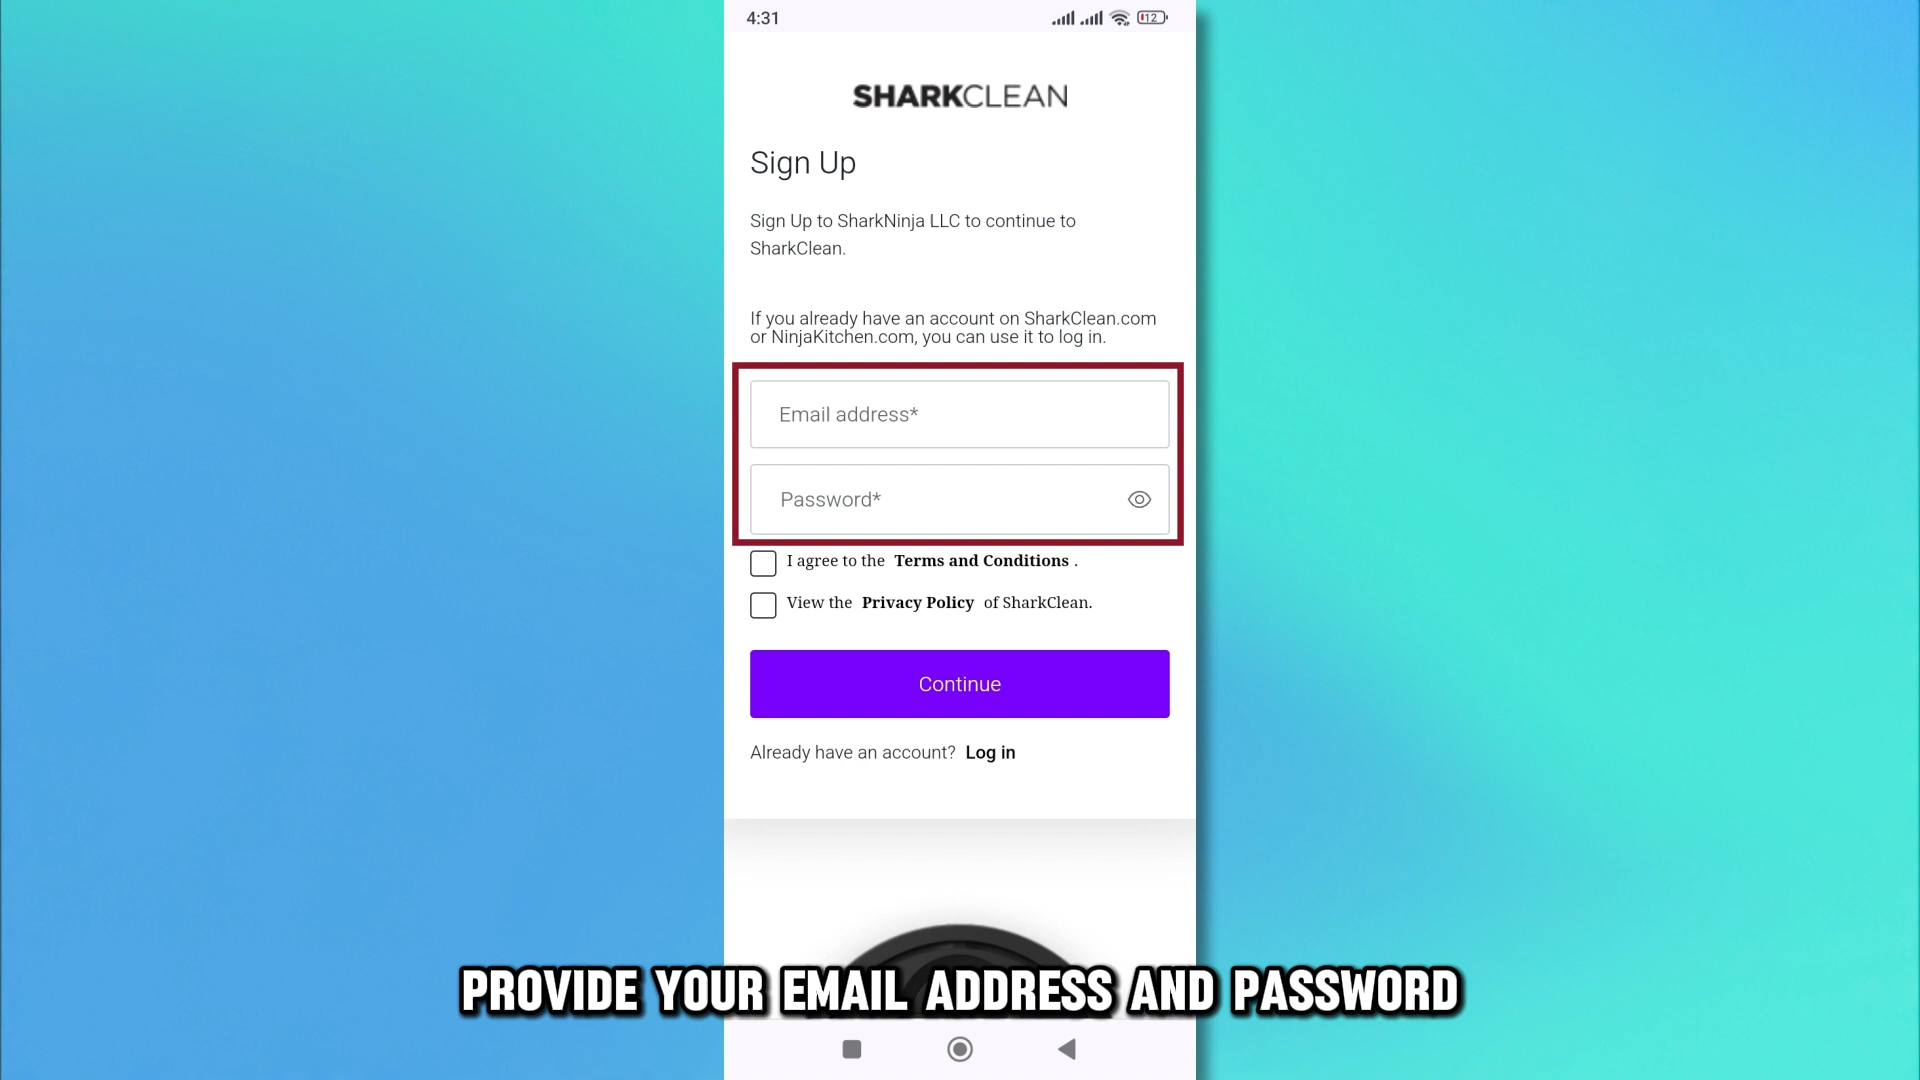 4:31
12
SHARKCLEAN
Sign Up
Sign Up to SharkNinja LLC to continue to
SharkClean.
If you already have an account on SharkClean.com
or NinjaKitchen.com, you can use it to log in.
Email address*
Password*
I agree to the Terms and Conditions .
View the Privacy Policy of SharkClean.
Continue
Already have an account? Log in
PROVIDE YOUR EMAIL ADDRESS AND PASSWORD